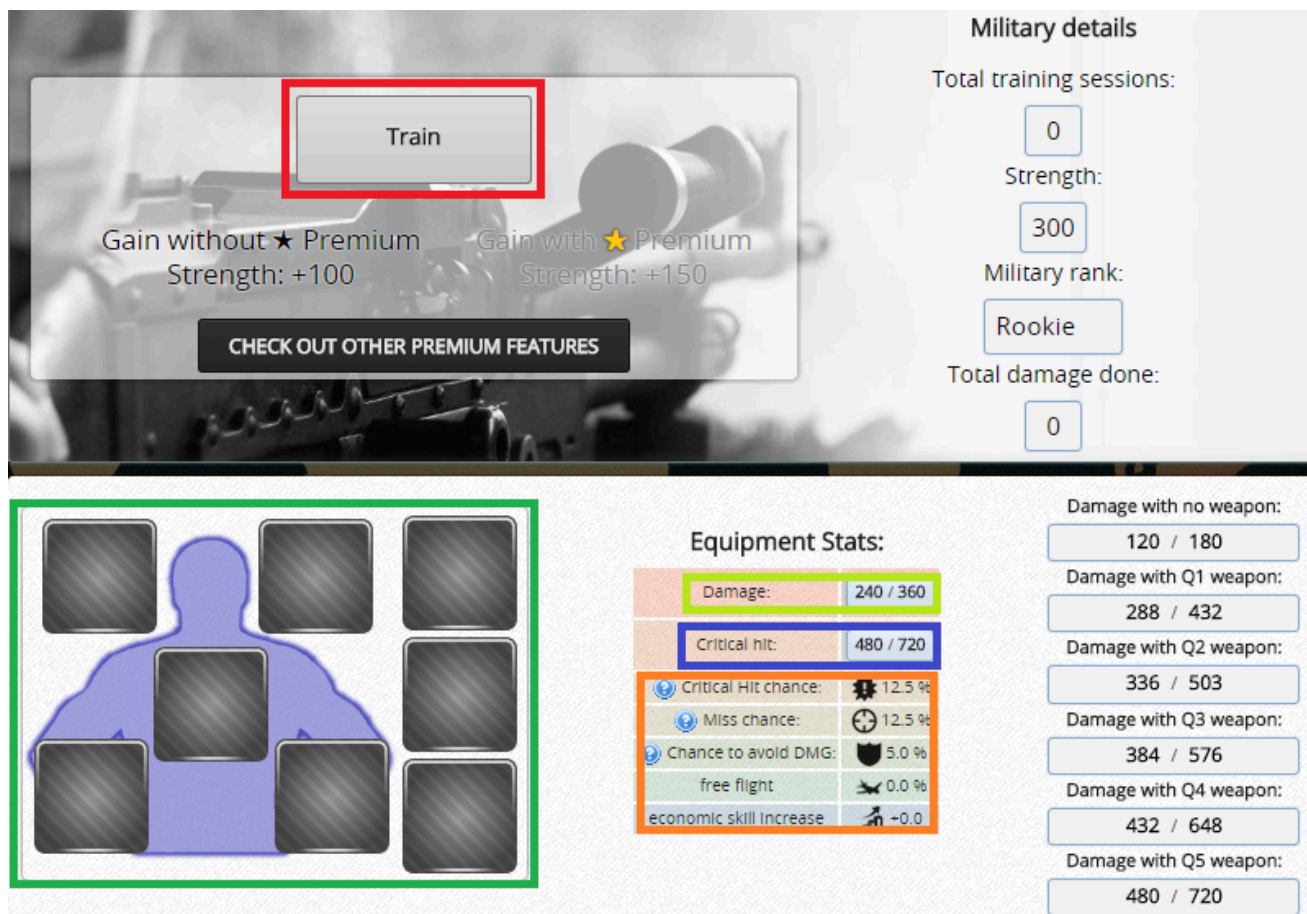 Military details
Total training sessions:
0
Strength:
300
Military rank:
Rookie
Total damage done:
0
Train
Gain without ★ Premium
Strength: +100
Gain with ★ Premium
Strength: +150
CHECK OUT OTHER PREMIUM FEATURES
Equipment Stats:
Damage: 240 / 360
Critical hit: 480 / 720
Critical Hit chance: 12.5 %
Miss chance: 12.5 %
Chance to avoid DMG: 5.0 %
free flight 0.0 %
economic skill increase +0.0
Damage with no weapon:
120 / 180
Damage with Q1 weapon:
288 / 432
Damage with Q2 weapon:
336 / 503
Damage with Q3 weapon:
384 / 576
Damage with Q4 weapon:
432 / 648
Damage with Q5 weapon:
480 / 720